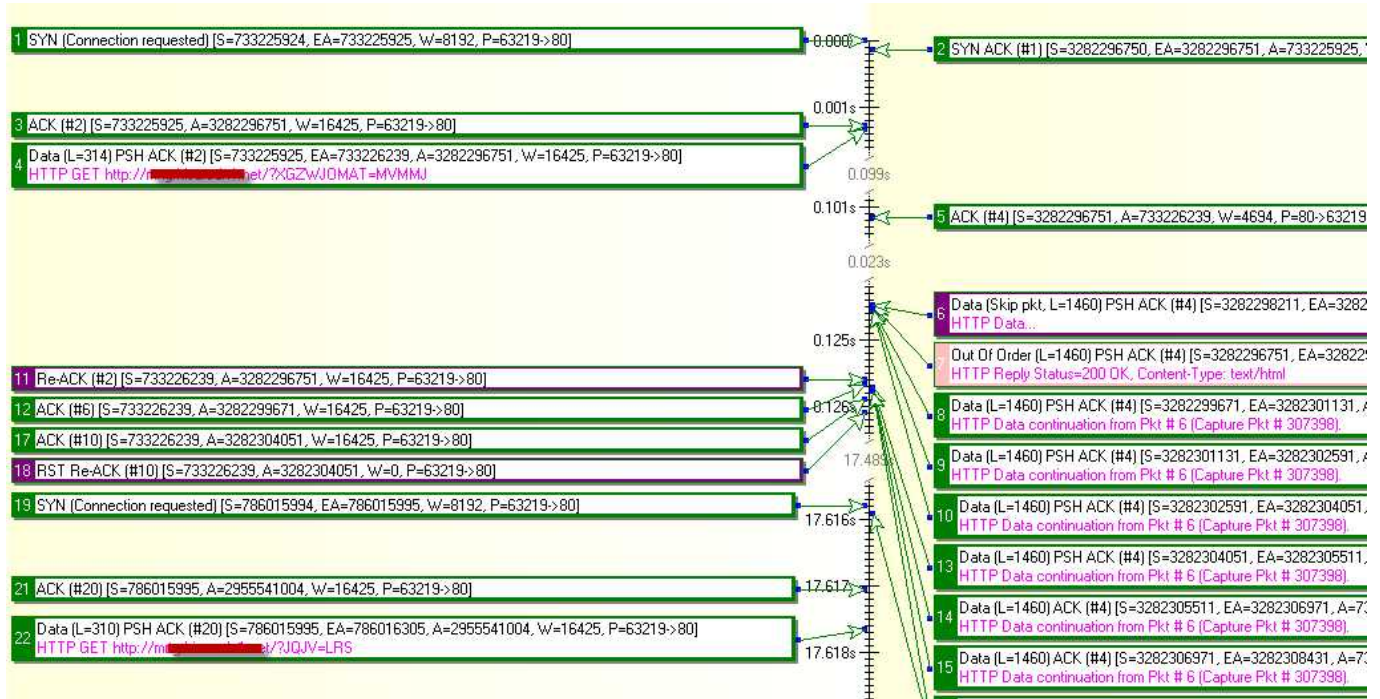 1 SYN (Connection requested) [S=733225924, EA=733225925, W=8192, P=63219->80]
0.000
2 SYN ACK (#1) [S=3282296750, EA=3282296751, A=733225925,
0.001s
3 ACK (#2) [S=733225925, A=3282296751, W=16425, P=63219->80]
4 Data (L=314) PSH ACK (#2) [S=733225925, EA=733226239, A=3282296751, W=16425, P=63219->80]
HTTP GET http://m net/?XGZWJOMAT=MVMMJ
0.099s
0.101s
5 ACK (#4) [S=3282296751, A=733226239, W=4694, P=80->63219
0.023s
6 Data (Skip pkt, L=1460) PSH ACK (#4) [S=3282298211, EA=3282
HTTP Data...
0.125s
7 Out Of Order (L=1460) PSH ACK (#4) [S=3282296751, EA=32822
HTTP Reply Status=200 OK, Content-Type: text/html
11 Re-ACK (#2) [S=733226239, A=3282296751, W=16425, P=63219->80]
12 ACK (#6) [S=733226239, A=3282299671, W=16425, P=63219->80]
0.126s
8 Data (L=1460) PSH ACK (#4) [S=3282299671, EA=3282301131, A
HTTP Data continuation from Pkt # 6 (Capture Pkt # 307398).
17 ACK (#10) [S=733226239, A=3282304051, W=16425, P=63219->80]
18 RST Re-ACK (#10) [S=733226239, A=3282304051, W=0, P=63219->80]
17.48
9 Data (L=1460) PSH ACK (#4) [S=3282301131, EA=3282302591, A
HTTP Data continuation from Pkt # 6 (Capture Pkt # 307398).
19 SYN (Connection requested) [S=786015994, EA=786015995, W=8192, P=63219->80]
17.616s
10 Data (L=1460) PSH ACK (#4) [S=3282302591, EA=3282304051,
HTTP Data continuation from Pkt # 6 (Capture Pkt # 307398).
13 Data (L=1460) PSH ACK (#4) [S=3282304051, EA=3282305511,
HTTP Data continuation from Pkt # 6 (Capture Pkt # 307398).
21 ACK (#20) [S=786015995, A=2955541004, W=16425, P=63219->80]
17.617s
14 Data (L=1460) ACK (#4) [S=3282305511, EA=3282306971, A=73
HTTP Data continuation from Pkt # 6 (Capture Pkt # 307398).
22 Data (L=310) PSH ACK (#20) [S=786015995, EA=786016305, A=2955541004, W=16425, P=63219->80]
HTTP GET http://m et/?JQJV=LRS
17.618s
15 Data (L=1460) ACK (#4) [S=3282306971, EA=3282308431, A=73
HTTP Data continuation from Pkt # 6 (Capture Pkt # 307398).